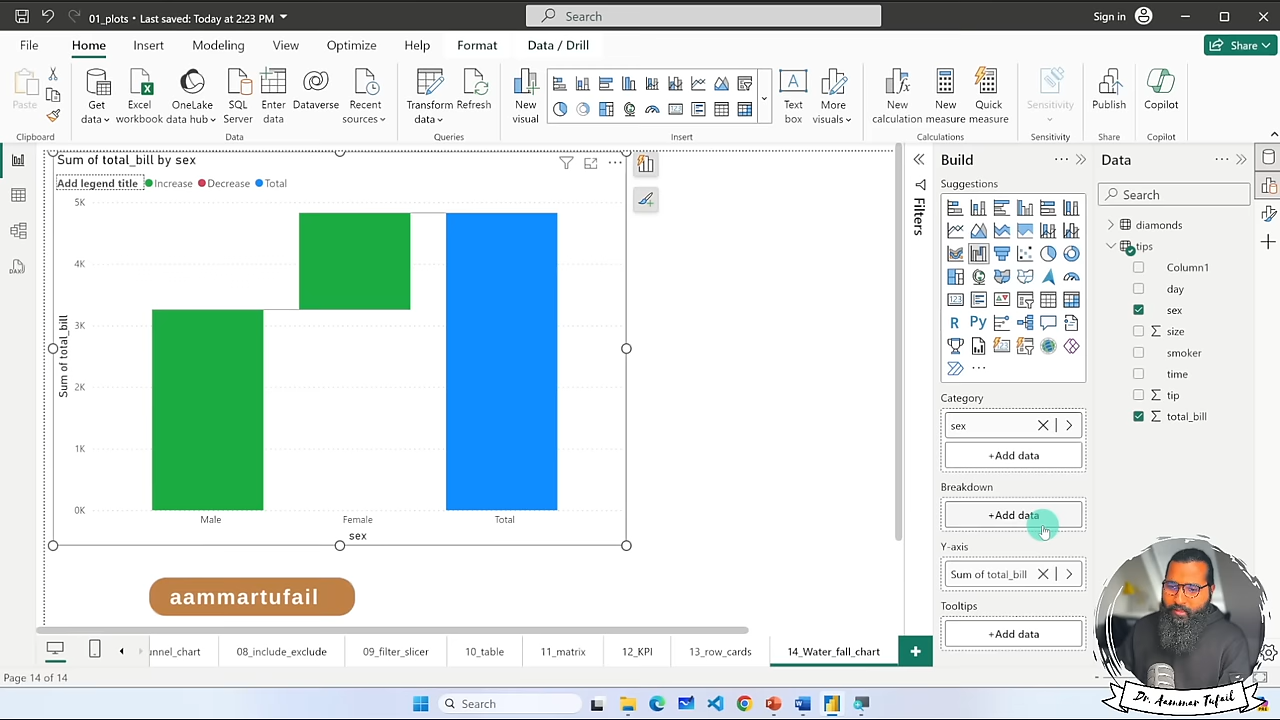 01_plots • Last saved: Today at 2:23 PM
Search
Sign in
File
Home
Insert
Modeling
View
Optimize
Help
Format
Data / Drill
Share
Paste
Get data
Excel workbook
OneLake data hub
SQL Server
Enter data
Dataverse
Recent sources
Transform data
Refresh
New visual
Text box
More visuals
New calculation
New measure
Quick measure
Sensitivity
Publish
Copilot
Clipboard
Data
Queries
Insert
Calculations
Sensitivity
Share
Copilot
Sum of total_bill by sex
Add legend title
Increase
Decrease
Total
5K
4K
3K
2K
1K
0K
Sum of total_bill
Male
Female
Total
sex
aammartufail
Filters
Build
Suggestions
R
Py
123
Category
sex
+Add data
Breakdown
+Add data
Y-axis
Sum of total_bill
Tooltips
+Add data
Data
Search
diamonds
tips
Column1
day
sex
size
smoker
time
tip
total_bill
DAX
nnel_chart
09_filter_slicer
10_table
11_matrix
12_KPI
13_row_cards
14_Water_fall_chart
Page 14 of 14
Search
Dr. Aammar Tufail